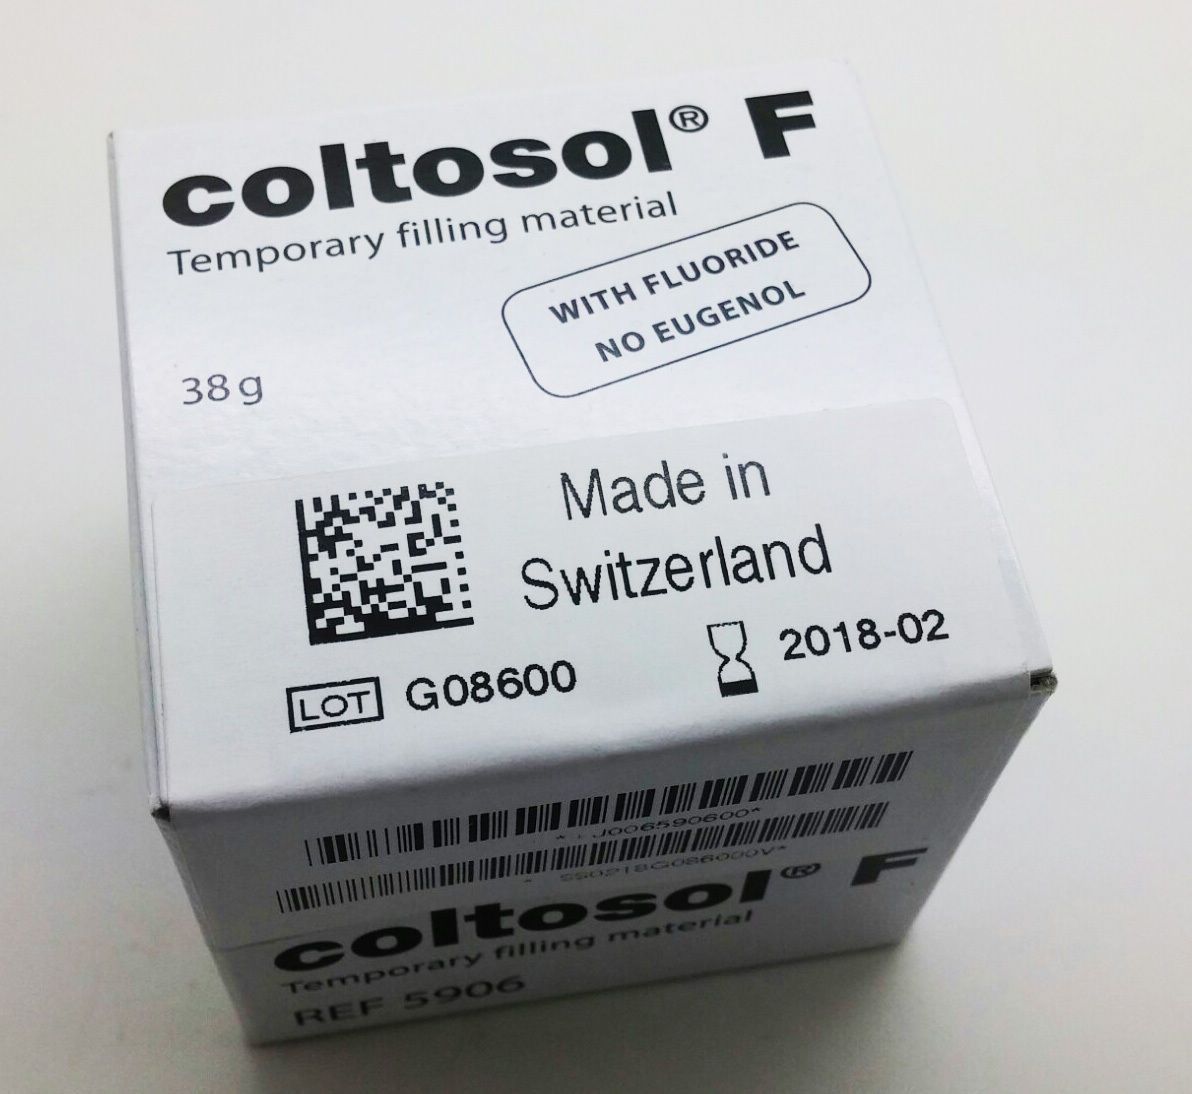 coltosol® F
Temporary filling material
WITH FLUORIDE
NO EUGENOL
38 g
Made in
Switzerland
LOT G08600
2018-02
coltosol® F
Temporary filling material
REF 5906